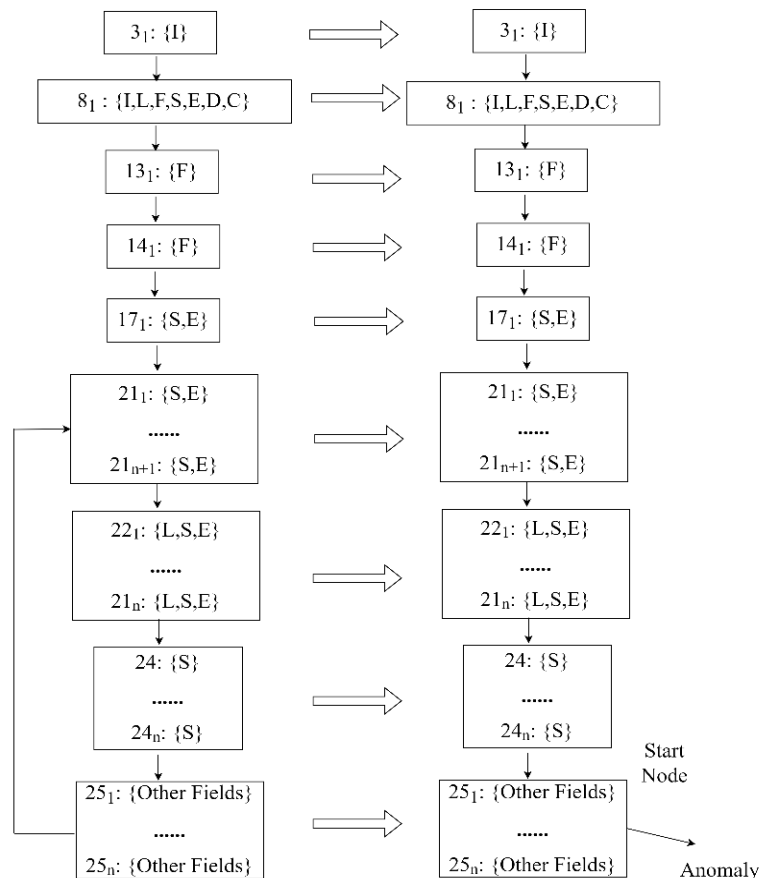 3₁: {I}
8₁ : {I,L,F,S,E,D,C}
13₁: {F}
14₁: {F}
17₁: {S,E}
21₁: {S,E}
......
21ₙ₊₁: {S,E}
22₁: {L,S,E}
......
21ₙ: {L,S,E}
24: {S}
......
24ₙ: {S}
25₁: {Other Fields}
......
25ₙ: {Other Fields}
3₁: {I}
8₁ : {I,L,F,S,E,D,C}
13₁: {F}
14₁: {F}
17₁: {S,E}
21₁: {S,E}
......
21ₙ₊₁: {S,E}
22₁: {L,S,E}
......
21ₙ: {L,S,E}
24: {S}
......
24ₙ: {S}
25₁: {Other Fields}
......
25ₙ: {Other Fields}
Start
Node
Anomaly